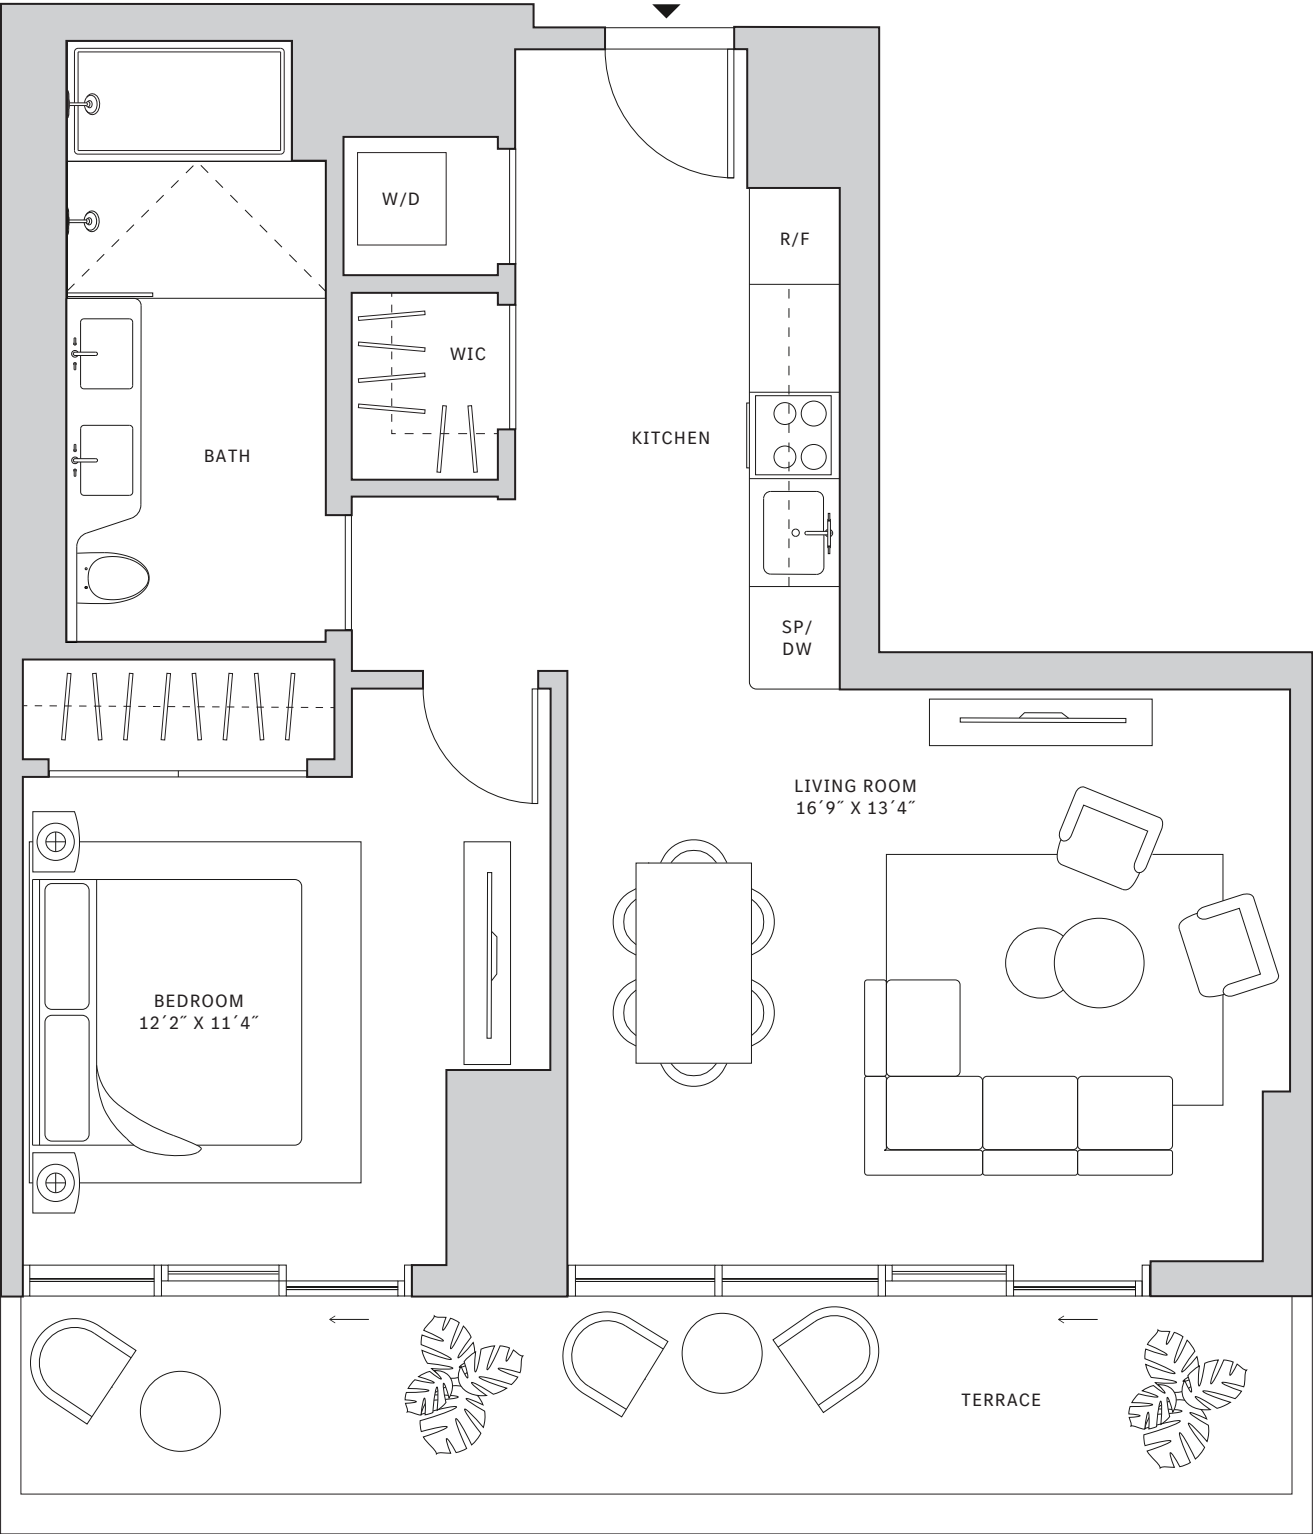 W/D
R/F
WIC
KITCHEN
BATH
SP/
DW
LIVING ROOM
16´9˝ X 13´4˝
BEDROOM
12´2˝ X 11´4˝
TERRACE